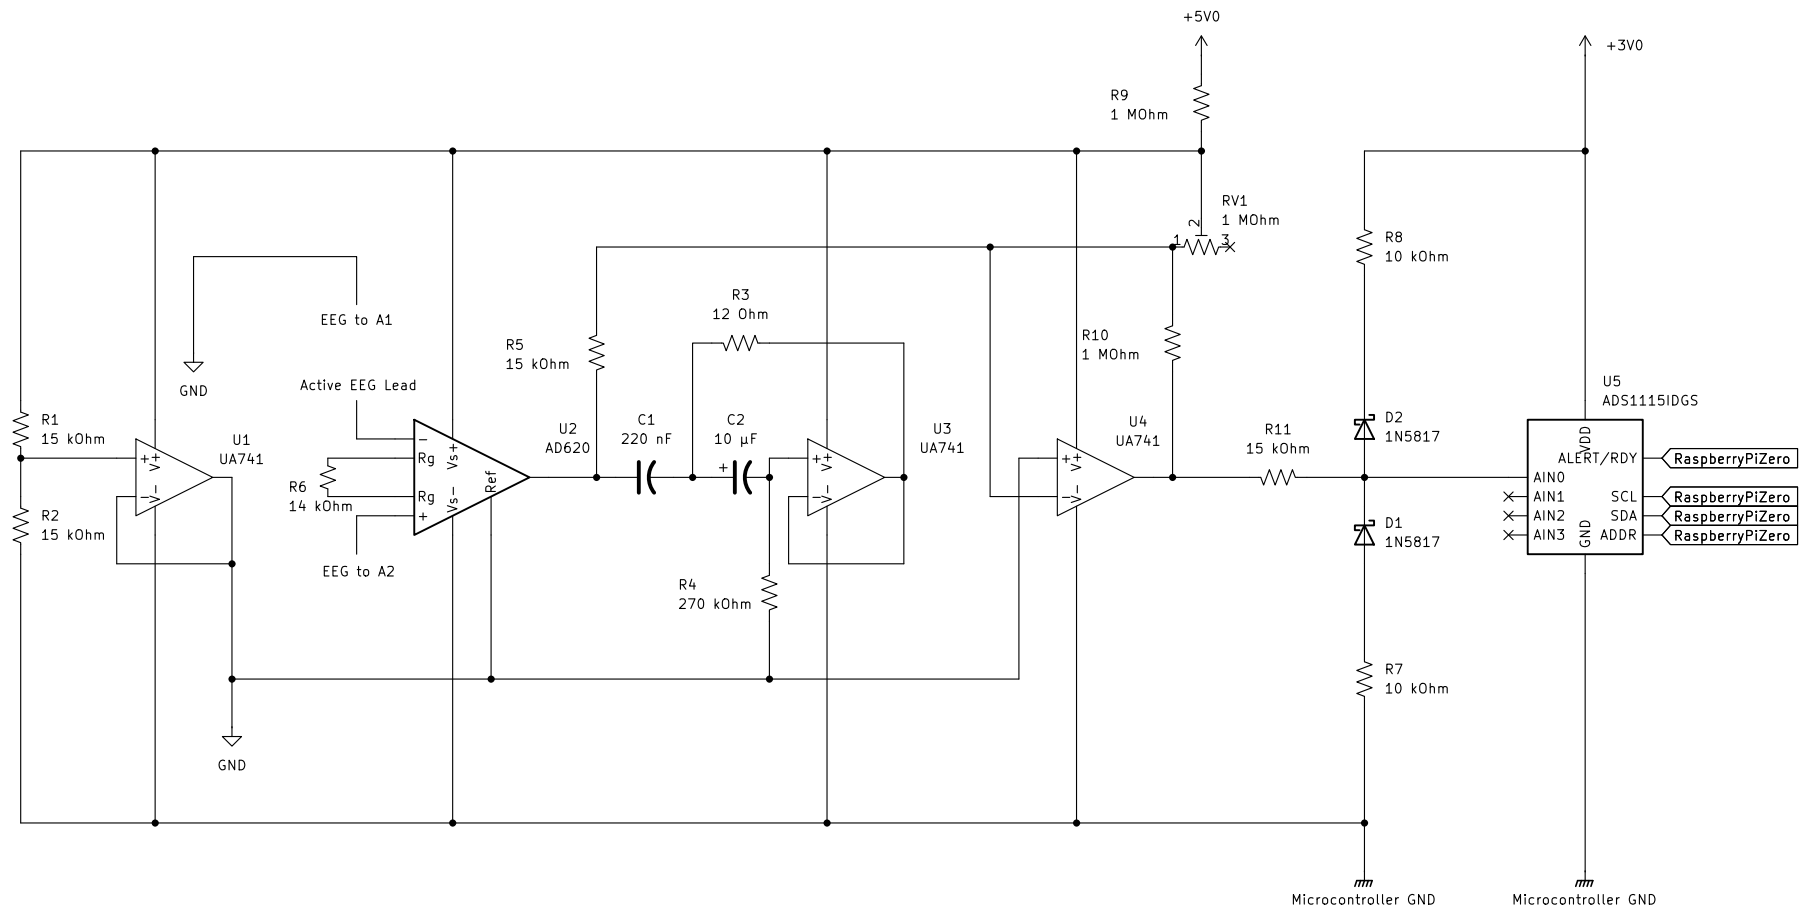 +5V0
+3V0
R9
1 MOhm
RV1
1 MOhm
2
1
3
R8
10 kOhm
EEG to A1
R3
12 Ohm
R5
15 kOhm
R10
1 MOhm
GND
Active EEG Lead
U5
ADS1115IDGS
R1
15 kOhm
U1
UA741
+
-
V+
V-
R6
14 kOhm
-
Rg
Rg
+
Vs+
Vs-
Ref
U2
AD620
C1
220 nF
C2
10 µF
+
+
-
V+
V-
U3
UA741
+
-
V+
V-
U4
UA741
R11
15 kOhm
D2
1N5817
VDD
ALERT/RDY
RaspberryPiZero
AIN0
AIN1
SCL
RaspberryPiZero
AIN2
SDA
RaspberryPiZero
AIN3
GND
ADDR
RaspberryPiZero
R2
15 kOhm
D1
1N5817
EEG to A2
R4
270 kOhm
R7
10 kOhm
GND
Microcontroller GND
Microcontroller GND